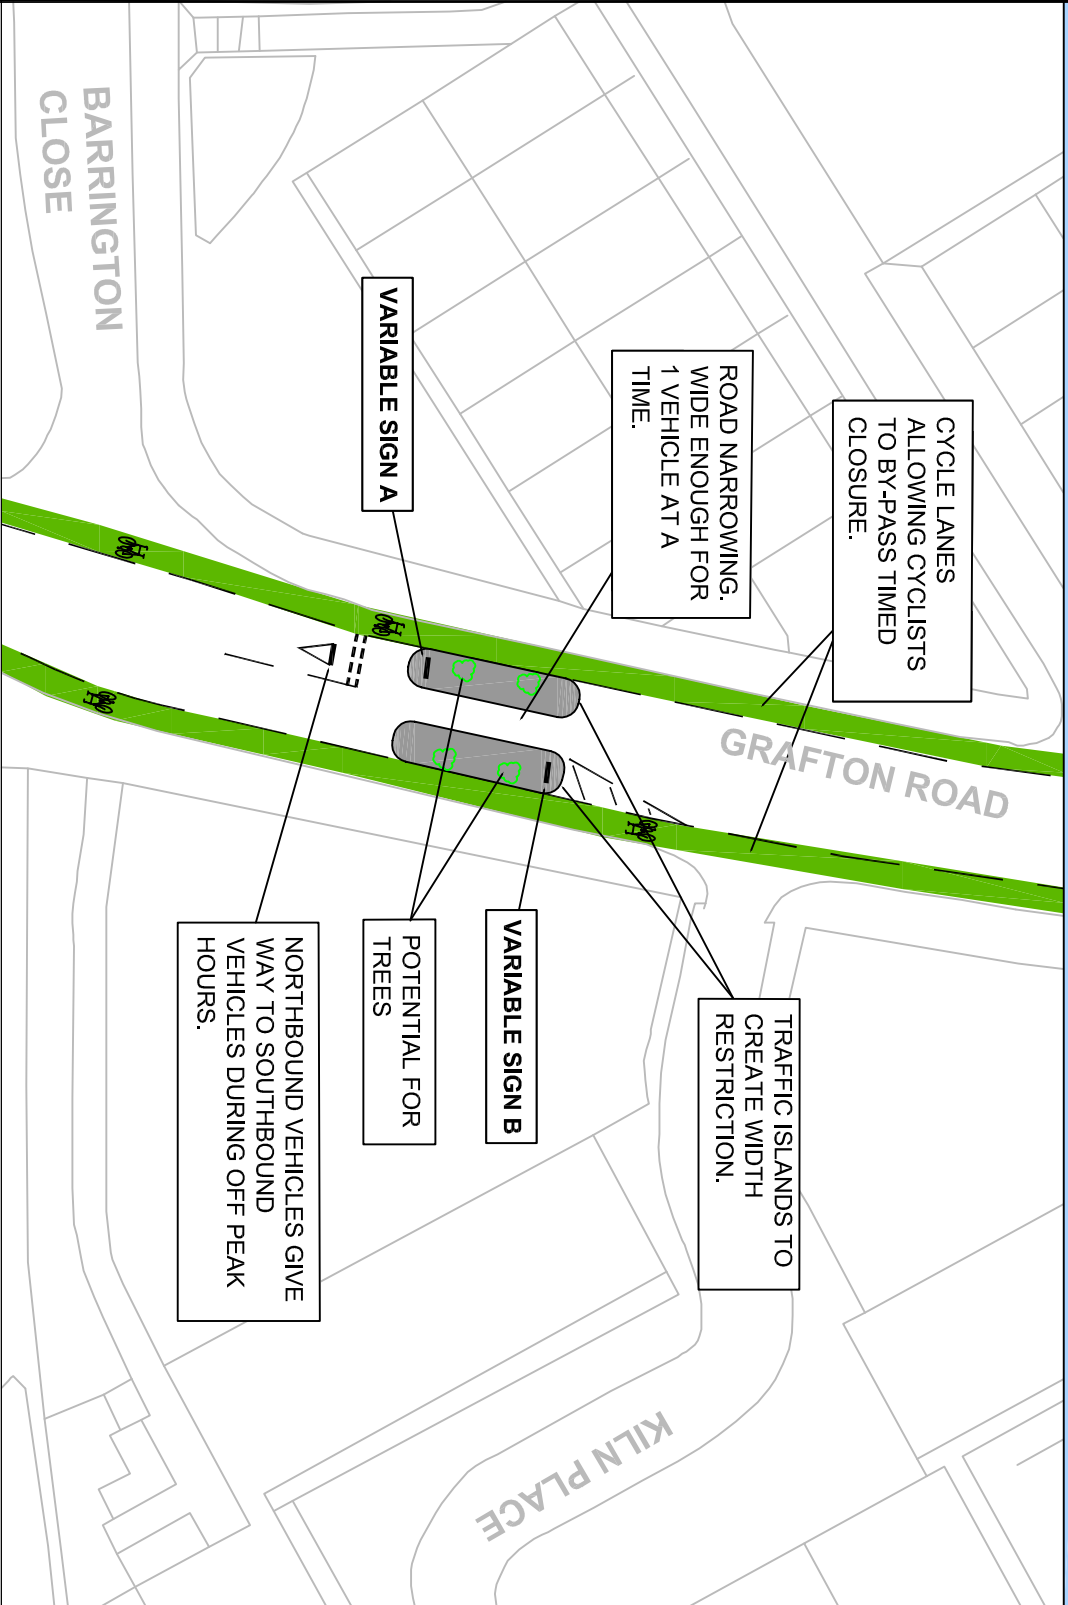 CYCLE LANES
ALLOWING CYCLISTS
TO BY-PASS TIMED
CLOSURE.
ROAD NARROWING.
WIDE ENOUGH FOR
1 VEHICLE AT A
TIME.
VARIABLE SIGN A
BARRINGTON
CLOSE
GRAFTON ROAD
TRAFFIC ISLANDS TO
CREATE WIDTH
RESTRICTION.
VARIABLE SIGN B
POTENTIAL FOR
TREES
NORTHBOUND VEHICLES GIVE
WAY TO SOUTHBOUND
VEHICLES DURING OFF PEAK
HOURS.
KILN PLACE